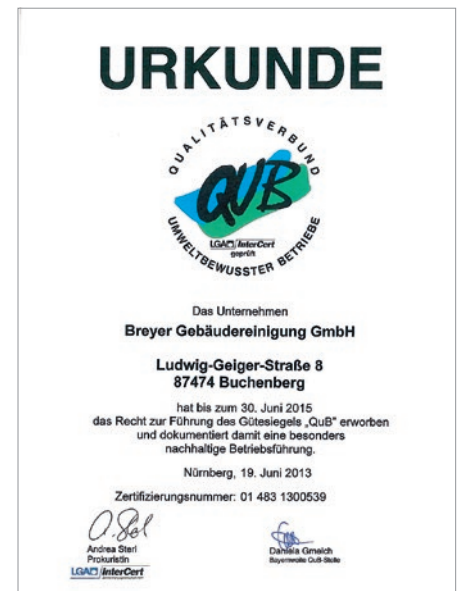 URKUNDE
QUALITÄTSVERBUND
QUB
LGA InterCert
geprüft
UMWELTBEWUSSTER BETRIEBE
Das Unternehmen
Breyer Gebäudereinigung GmbH
Ludwig-Geiger-Straße 8
87474 Buchenberg
hat bis zum 30. Juni 2015
das Recht zur Führung des Gütesiegels „QuB" erworben
und dokumentiert damit eine besonders
nachhaltige Betriebsführung.
Nürnberg, 19. Juni 2013
Zertifizierungsnummer: 01 483 1300539
Andrea Sterl
Prokuristin
LGA InterCert
Daniela Gmelch
Bayernweite QuB-Stelle